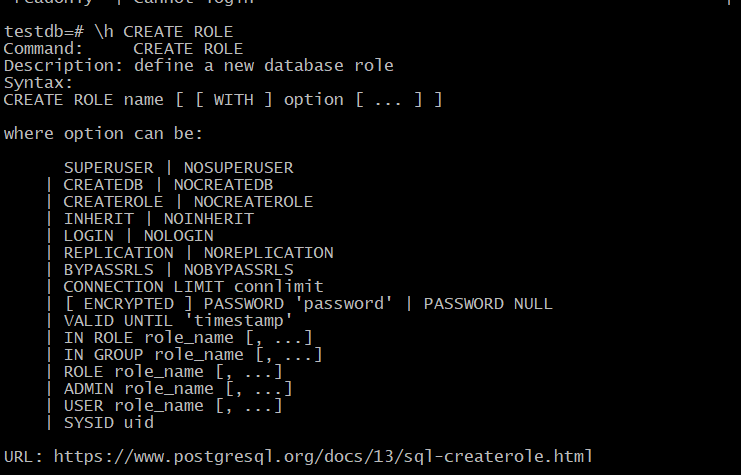 readonly | Cannot login |
testdb=# \h CREATE ROLE
Command:     CREATE ROLE
Description: define a new database role
Syntax:
CREATE ROLE name [ [ WITH ] option [ ... ] ]

where option can be:

      SUPERUSER | NOSUPERUSER
    | CREATEDB | NOCREATEDB
    | CREATEROLE | NOCREATEROLE
    | INHERIT | NOINHERIT
    | LOGIN | NOLOGIN
    | REPLICATION | NOREPLICATION
    | BYPASSRLS | NOBYPASSRLS
    | CONNECTION LIMIT connlimit
    | [ ENCRYPTED ] PASSWORD 'password' | PASSWORD NULL
    | VALID UNTIL 'timestamp'
    | IN ROLE role_name [, ...]
    | IN GROUP role_name [, ...]
    | ROLE role_name [, ...]
    | ADMIN role_name [, ...]
    | USER role_name [, ...]
    | SYSID uid

URL: https://www.postgresql.org/docs/13/sql-createrole.html